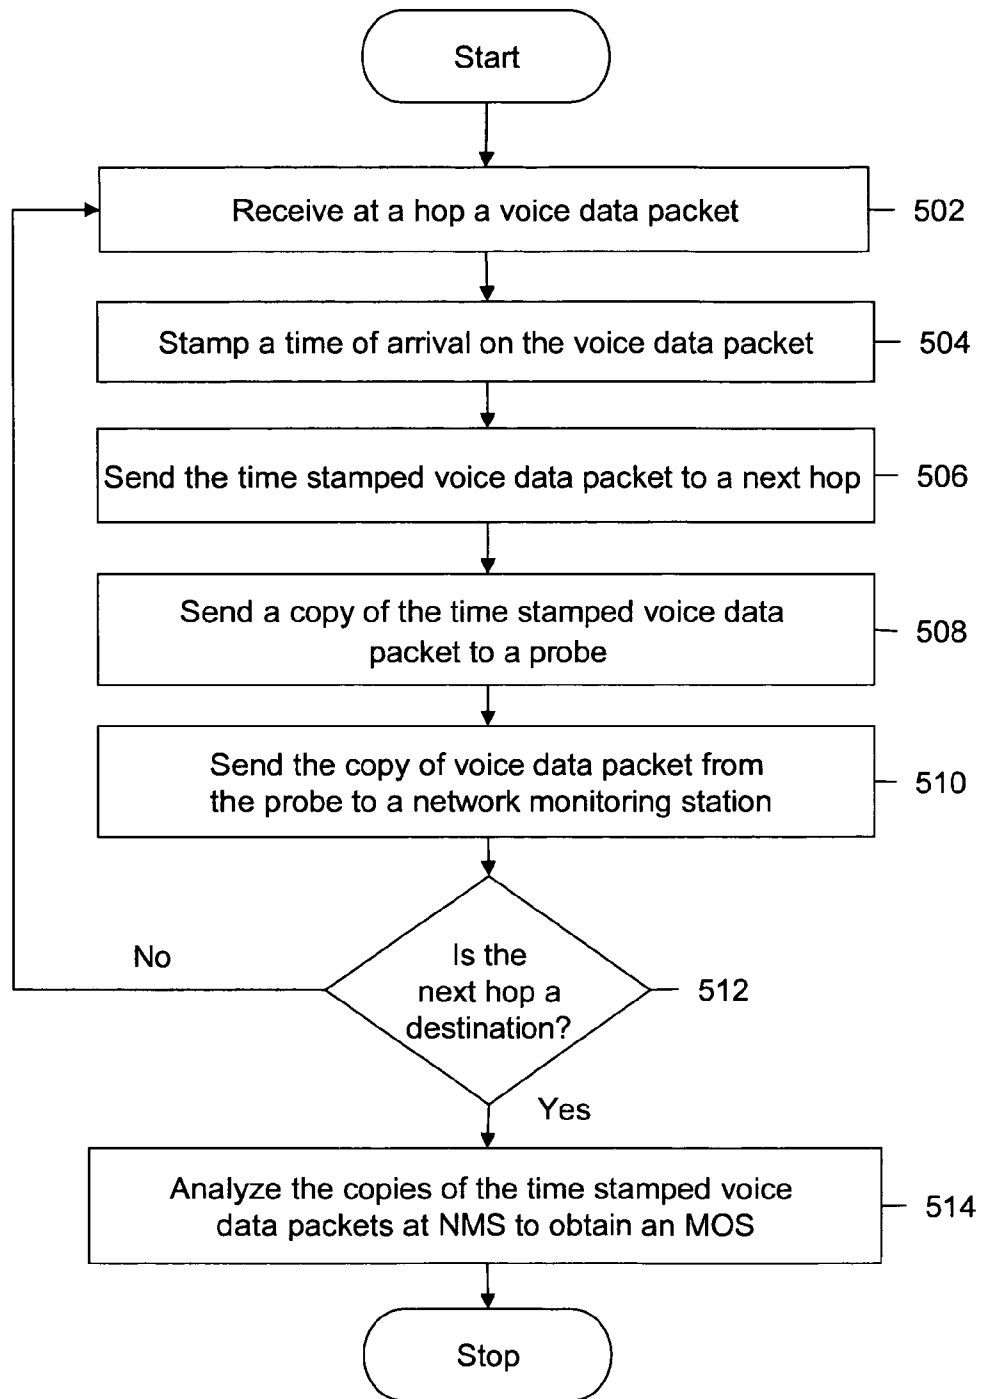 Start
Receive at a hop a voice data packet
502
Stamp a time of arrival on the voice data packet
504
Send the time stamped voice data packet to a next hop
506
Send a copy of the time stamped voice data
packet to a probe
508
Send the copy of voice data packet from
the probe to a network monitoring station
510
Is the
next hop a
destination?
512
No
Yes
Analyze the copies of the time stamped voice
data packets at NMS to obtain an MOS
514
Stop